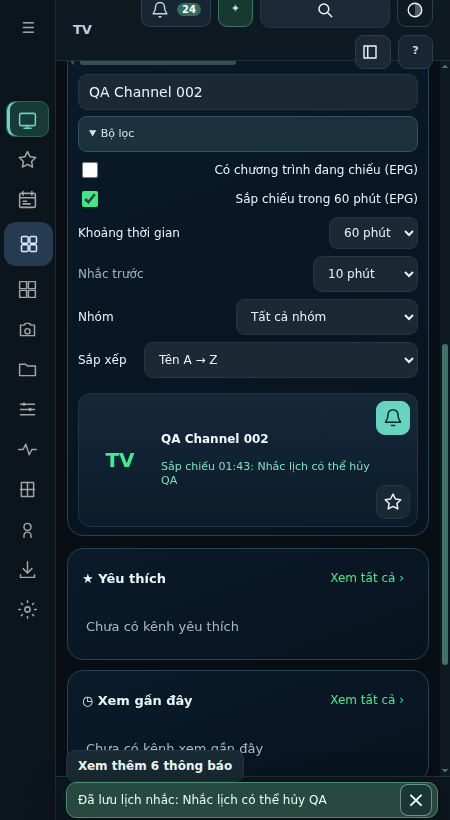 ☰
24
✦
TV
?
QA Channel 002
▼ Bộ lọc
Có chương trình đang chiếu (EPG)
Sắp chiếu trong 60 phút (EPG)
Khoảng thời gian
60 phút
Nhắc trước
10 phút
Nhóm
Tất cả nhóm
Sắp xếp
Tên A → Z
QA Channel 002
TV
Sắp chiếu 01:43: Nhắc lịch có thể hủy
QA
★ Yêu thích
Xem tất cả ›
Chưa có kênh yêu thích
◷ Xem gần đây
Xem tất cả ›
Chưa có kênh xem gần đây
Xem thêm 6 thông báo
Đã lưu lịch nhắc: Nhắc lịch có thể hủy QA